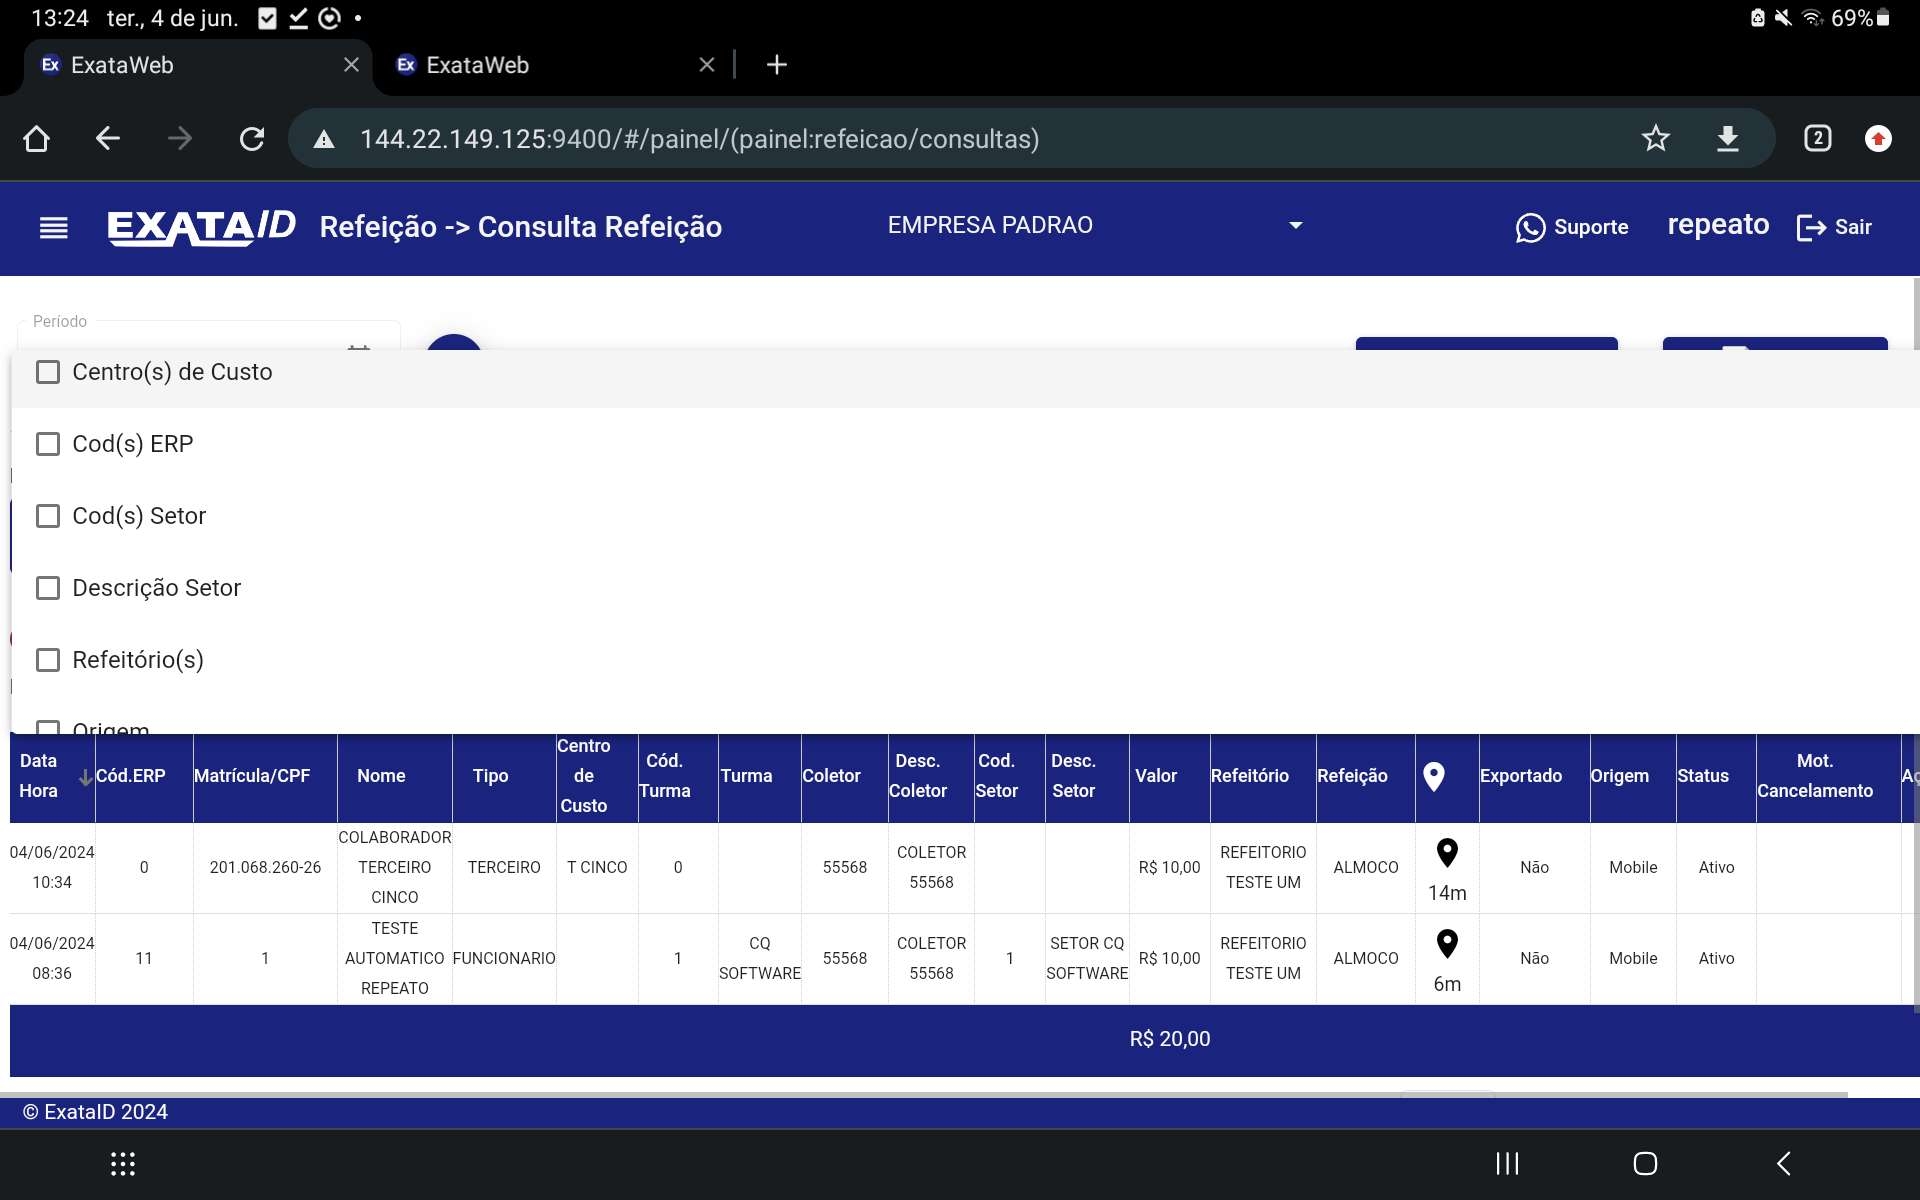 13:24 ter., 4 de jun.
69%
Ex ExataWeb
Ex ExataWeb
144.22.149.125:9400/#/painel/(painel:refeicao/consultas)
2
EXATAID Refeição -> Consulta Refeição
EMPRESA PADRAO
Suporte
repeato
Sair
Período
Centro(s) de Custo
Cod(s) ERP
Cod(s) Setor
Descrição Setor
Refeitório(s)
Origem
Data Hora Cód.ERP Matrícula/CPF Nome Tipo Centro de Custo Cód. Turma Turma Coletor Desc. Coletor Cod. Setor Desc. Setor Valor Refeitório Refeição Exportado Origem Status Mot. Cancelamento
04/06/2024 10:34 0 201.068.260-26 COLABORADOR TERCEIRO CINCO TERCEIRO T CINCO 0 55568 COLETOR 55568 R$ 10,00 REFEITORIO TESTE UM ALMOCO 14m Não Mobile Ativo
04/06/2024 08:36 11 1 TESTE AUTOMATICO REPEATO FUNCIONARIO 1 CQ SOFTWARE 55568 COLETOR 55568 1 SETOR CQ SOFTWARE R$ 10,00 REFEITORIO TESTE UM ALMOCO 6m Não Mobile Ativo
R$ 20,00
© ExataID 2024